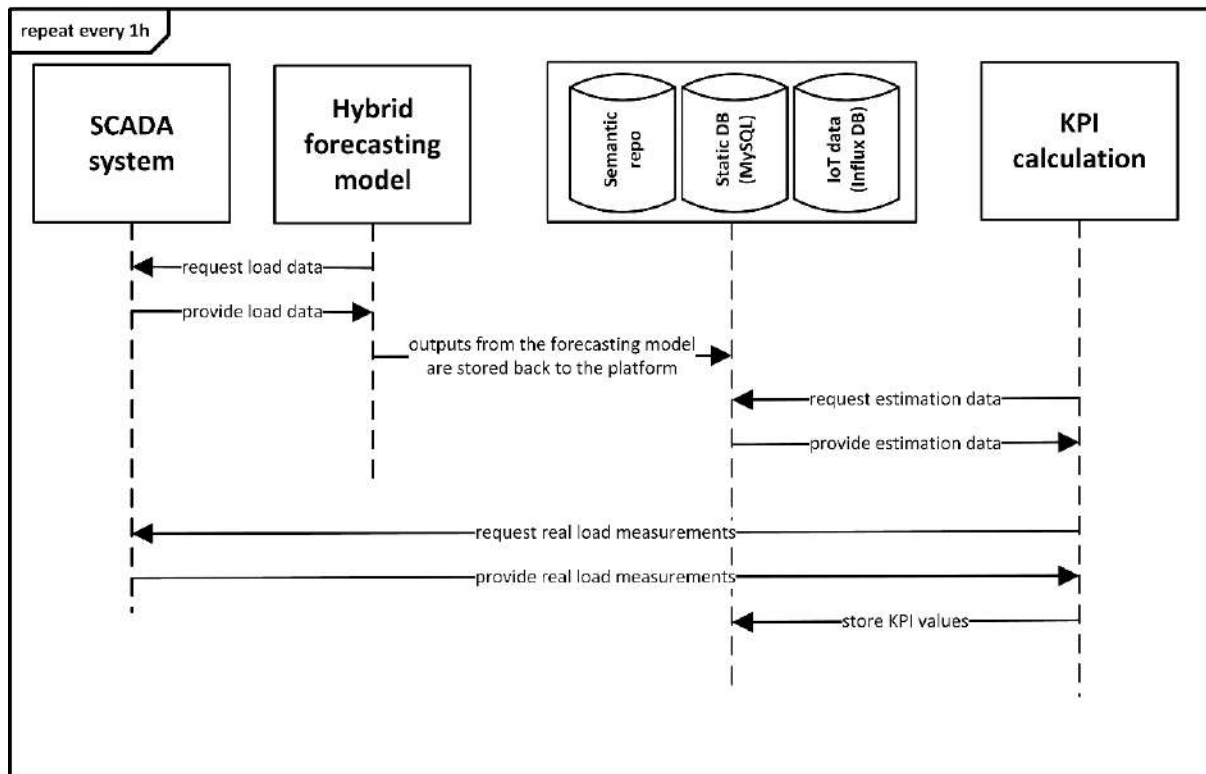 repeat every 1h
SCADA
system
Hybrid
forecasting
model
Semantic
repo
Static DB
(MySQL)
IoT data
(Influx DB)
KPI
calculation
request load data
provide load data
outputs from the forecasting model
are stored back to the platform
request estimation data
provide estimation data
request real load measurements
provide real load measurements
store KPI values